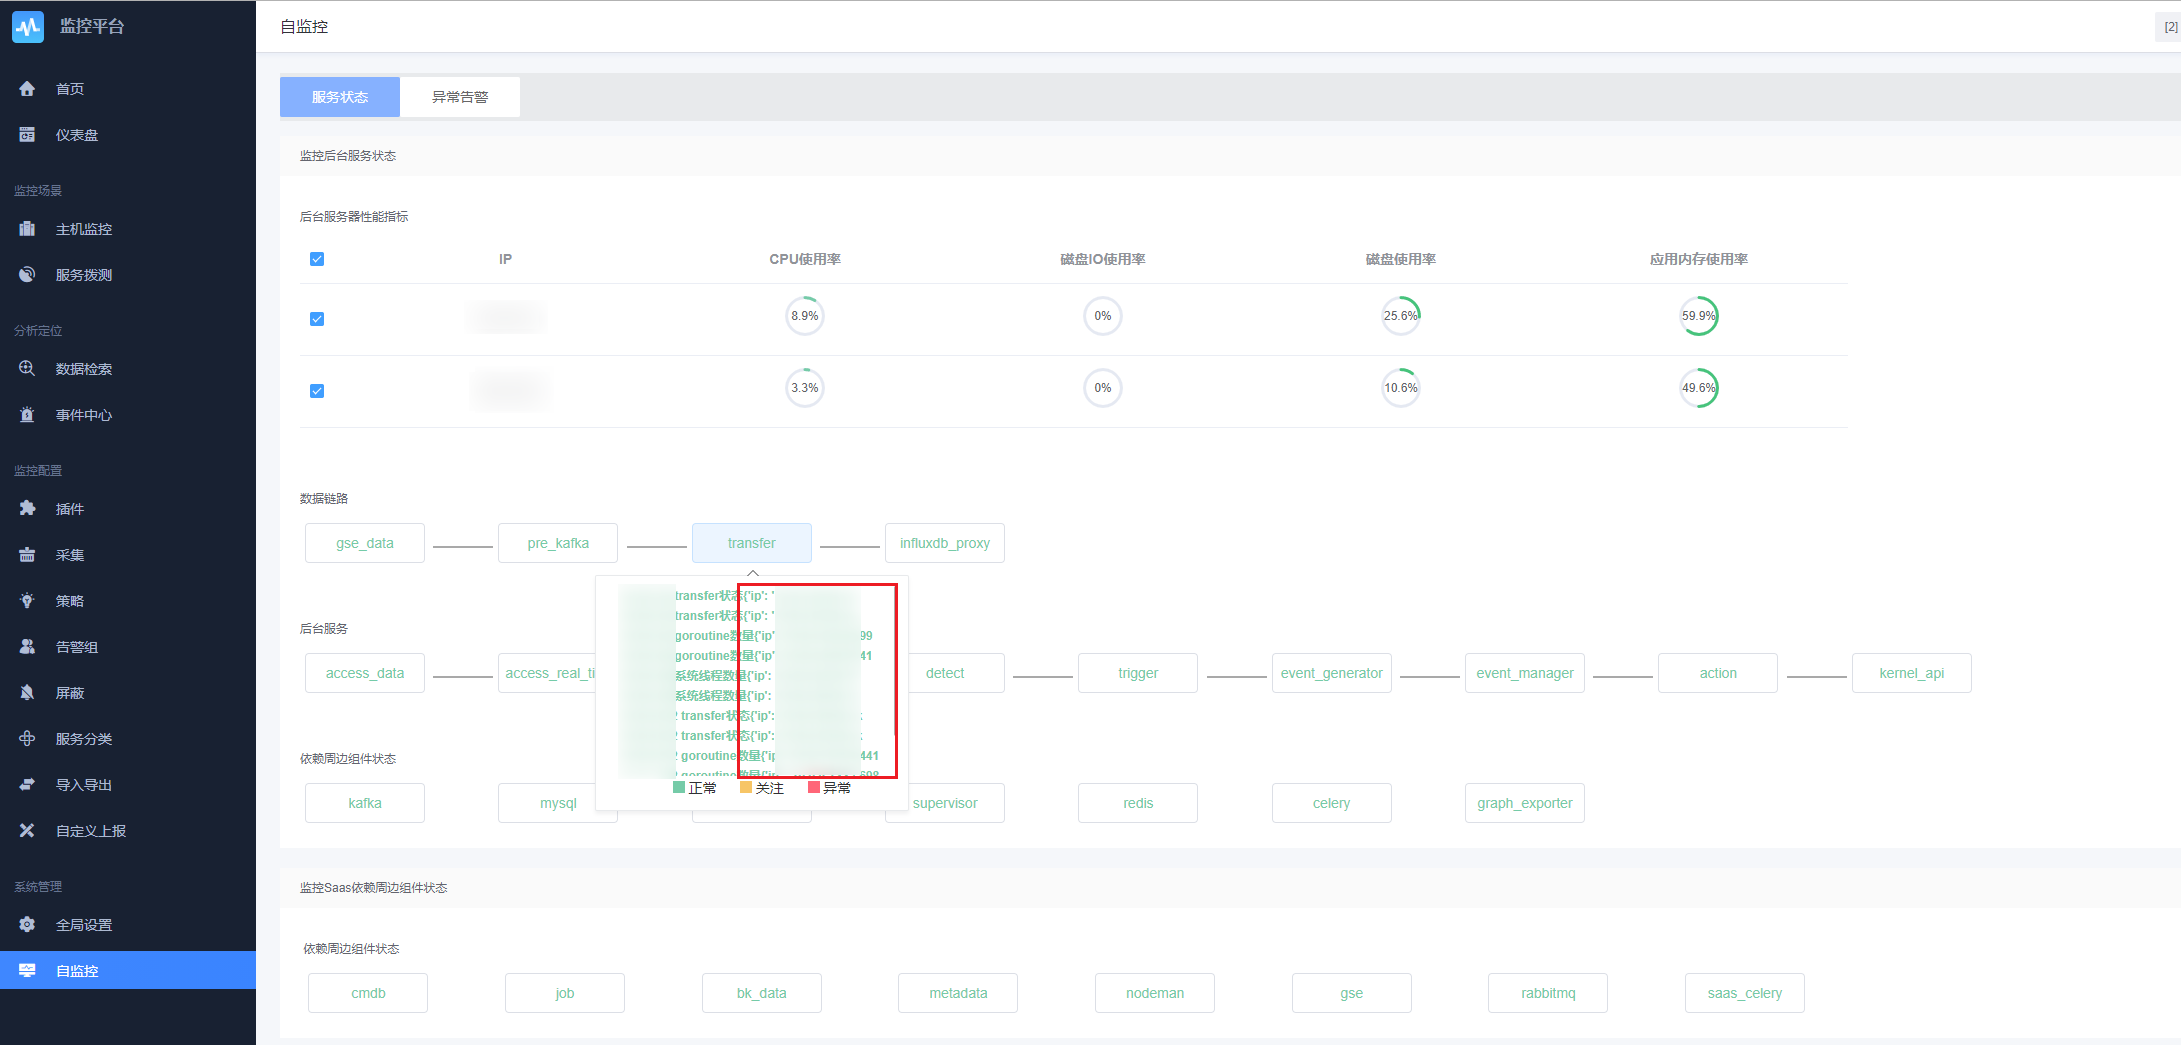 监控平台
首页
仪表盘
监控场景
主机监控
服务拨测
分析定位
数据检索
事件中心
监控配置
插件
采集
策略
告警组
屏蔽
服务分类
导入导出
自定义上报
系统管理
全局设置
自监控
自监控
[2]
服务状态 异常告警
监控后台服务状态
后台服务器性能指标
IP CPU使用率 磁盘IO使用率 磁盘使用率 应用内存使用率
8.9% 0% 25.6% 59.9%
3.3% 0% 10.6% 49.6%
数据链路
gse_data pre_kafka transfer influxdb_proxy
transfer状态{'ip': '
transfer状态{'ip': '
goroutine数量{'ip' 99
goroutine数量{'ip' 41
系统线程数量{'ip':
系统线程数量{'ip':
transfer状态{'ip':
transfer状态{'ip':
goroutine数量{'ip 441
goroutine数量{'ip 698
正常 关注 异常
后台服务
access_data access_real_ti detect trigger event_generator event_manager action kernel_api
依赖周边组件状态
kafka mysql supervisor redis celery graph_exporter
监控Saas依赖周边组件状态
依赖周边组件状态
cmdb job bk_data metadata nodeman gse rabbitmq saas_celery